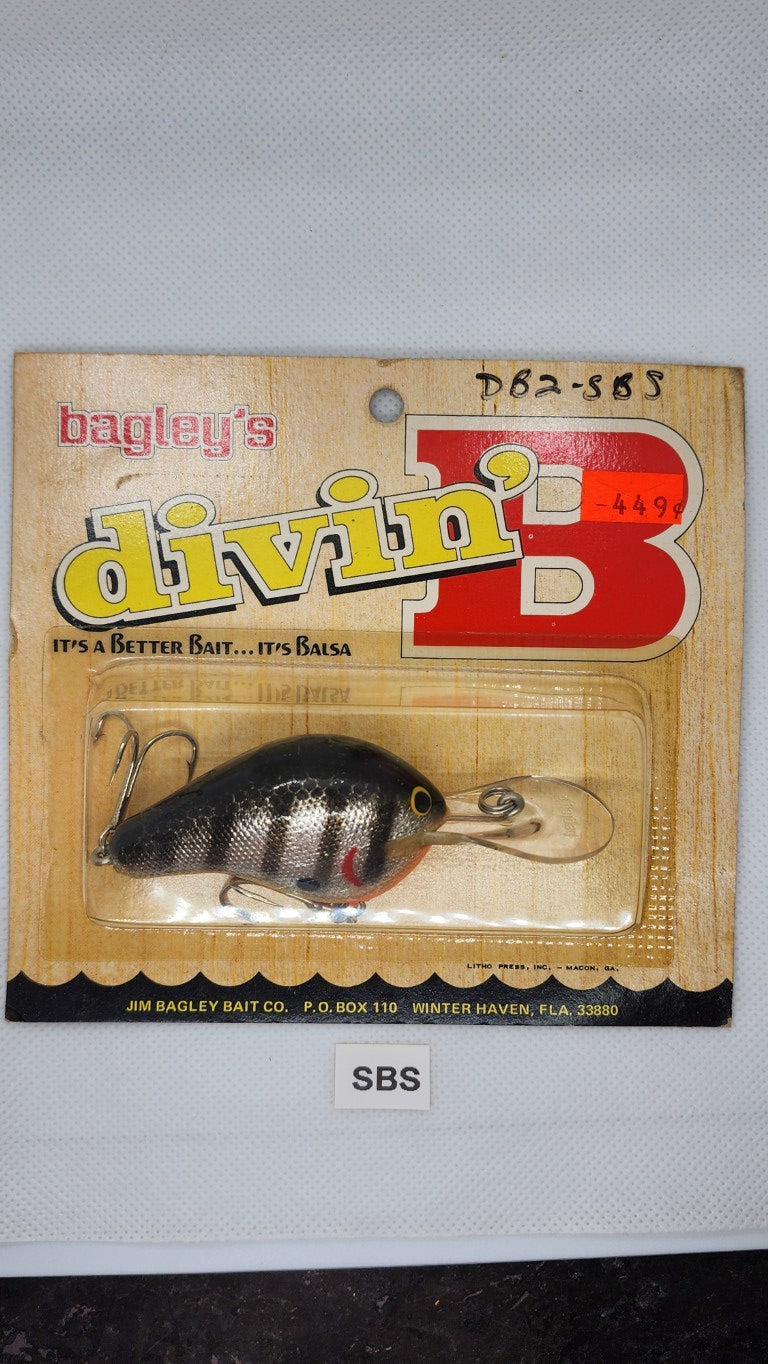 DB2-SBS
bagley's
divin' B
449¢
IT'S A BETTER BAIT... IT'S BALSA
LITHO PRESS, INC. - MACON, GA.
JIM BAGLEY BAIT CO. P.O. BOX 110 WINTER HAVEN, FLA. 33880
SBS